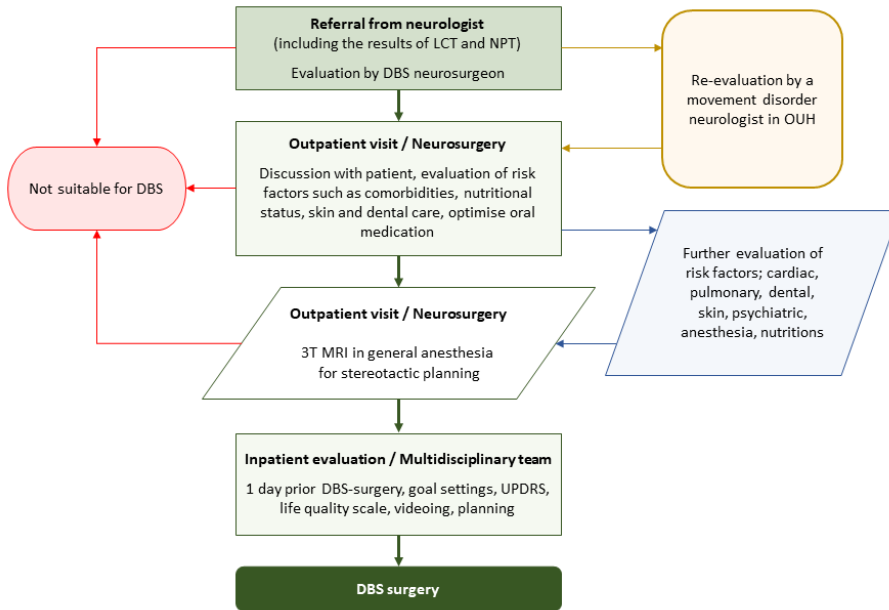 Referral from neurologist
(including the results of LCT and NPT)
Evaluation by DBS neurosurgeon
Re-evaluation by a
movement disorder
neurologist in OUH
Outpatient visit / Neurosurgery
Discussion with patient, evaluation of risk
factors such as comorbidities, nutritional
status, skin and dental care, optimise oral
medication
Not suitable for DBS
Further evaluation of
risk factors; cardiac,
pulmonary, dental,
skin, psychiatric,
anesthesia, nutritions
Outpatient visit / Neurosurgery
3T MRI in general anesthesia
for stereotactic planning
Inpatient evaluation / Multidisciplinary team
1 day prior DBS-surgery, goal settings, UPDRS,
life quality scale, videoing, planning
DBS surgery